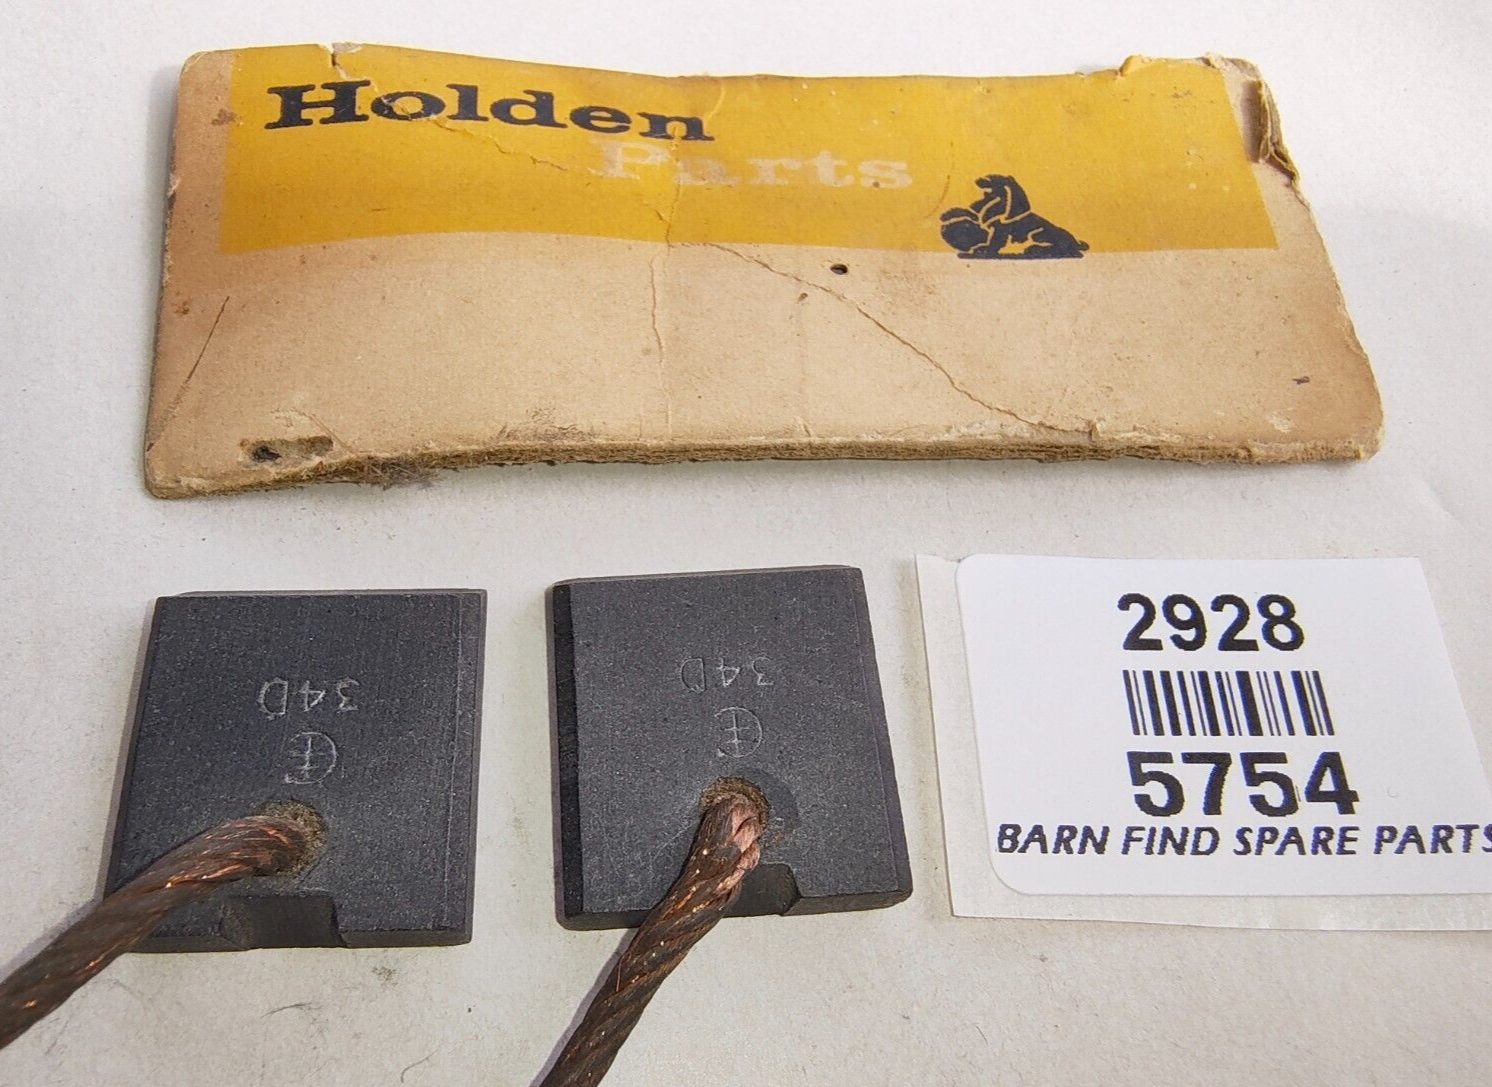 Holden
Parts
34D
34D
2928
5754
BARN FIND SPARE PARTS